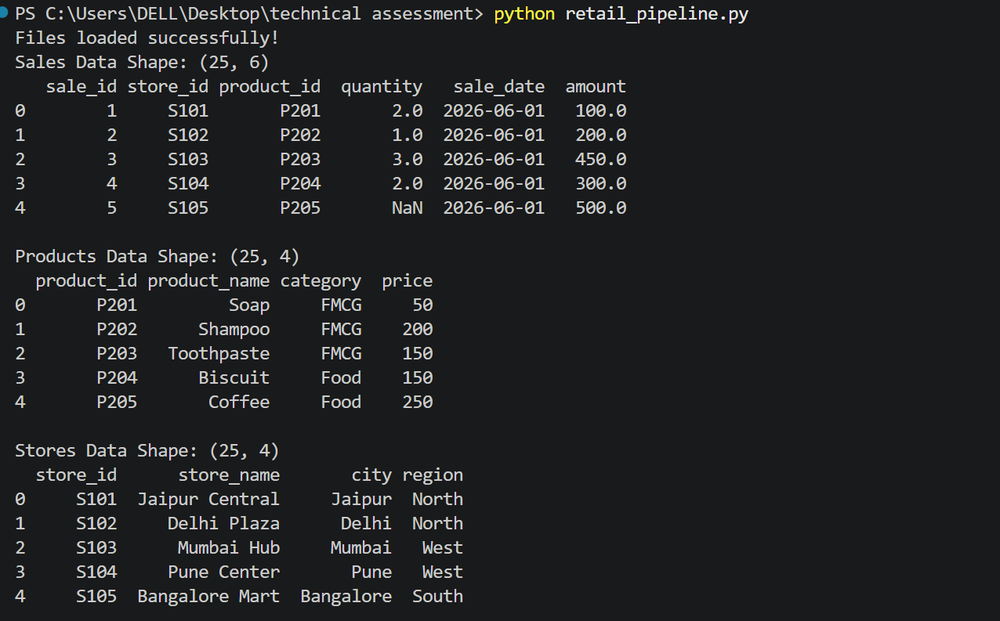 PS C:\Users\DELL\Desktop\technical assessment> python retail_pipeline.py
Files loaded successfully!
Sales Data Shape: (25, 6)
   sale_id store_id product_id  quantity   sale_date  amount
0        1     S101       P201       2.0  2026-06-01   100.0
1        2     S102       P202       1.0  2026-06-01   200.0
2        3     S103       P203       3.0  2026-06-01   450.0
3        4     S104       P204       2.0  2026-06-01   300.0
4        5     S105       P205       NaN  2026-06-01   500.0

Products Data Shape: (25, 4)
  product_id product_name category  price
0       P201         Soap     FMCG     50
1       P202      Shampoo     FMCG    200
2       P203   Toothpaste     FMCG    150
3       P204      Biscuit     Food    150
4       P205       Coffee     Food    250

Stores Data Shape: (25, 4)
  store_id      store_name       city region
0     S101  Jaipur Central     Jaipur  North
1     S102     Delhi Plaza      Delhi  North
2     S103      Mumbai Hub     Mumbai   West
3     S104     Pune Center       Pune   West
4     S105  Bangalore Mart  Bangalore  South